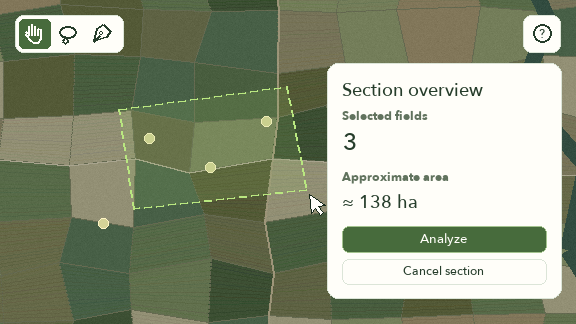 ?
Section overview
Selected fields
3
Approximate area
≈ 138 ha
Analyze
Cancel section